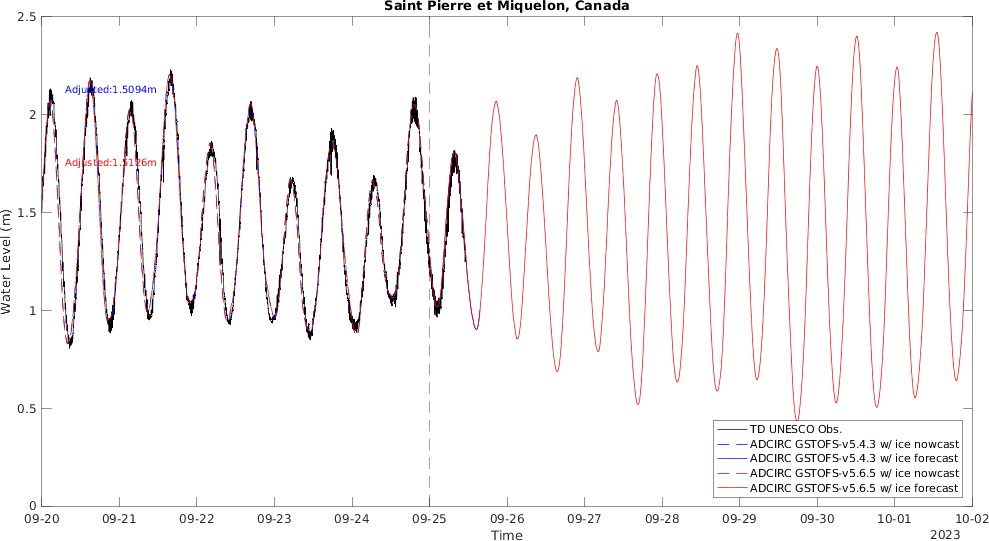 Saint Pierre et Miquelon, Canada
2.5
2
1.5
1
0.5
0
Water Level (m)
Adjusted:1.5094m
Adjusted:1.5126m
TD UNESCO Obs.
ADCIRC GSTOFS-v5.4.3 w/ ice nowcast
ADCIRC GSTOFS-v5.4.3 w/ ice forecast
ADCIRC GSTOFS-v5.6.5 w/ ice nowcast
ADCIRC GSTOFS-v5.6.5 w/ ice forecast
09-20 09-21 09-22 09-23 09-24 09-25 09-26 09-27 09-28 09-29 09-30 10-01 10-02
Time
2023